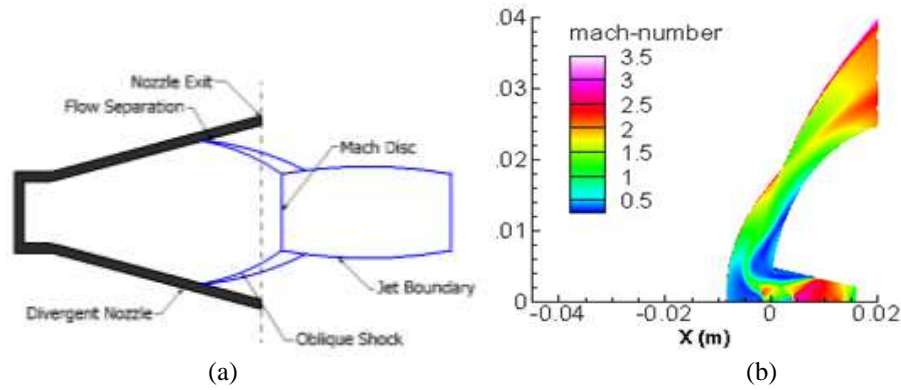 Nozzle Exit
Flow Separation
Mach Disc
Jet Boundary
Divergent Nozzle
Oblique Shock
(a)
.04
.03
.02
.01
0
mach-number
3.5
3
2.5
2
1.5
1
0.5
-0.04
-0.02
0
0.02
X (m)
(b)